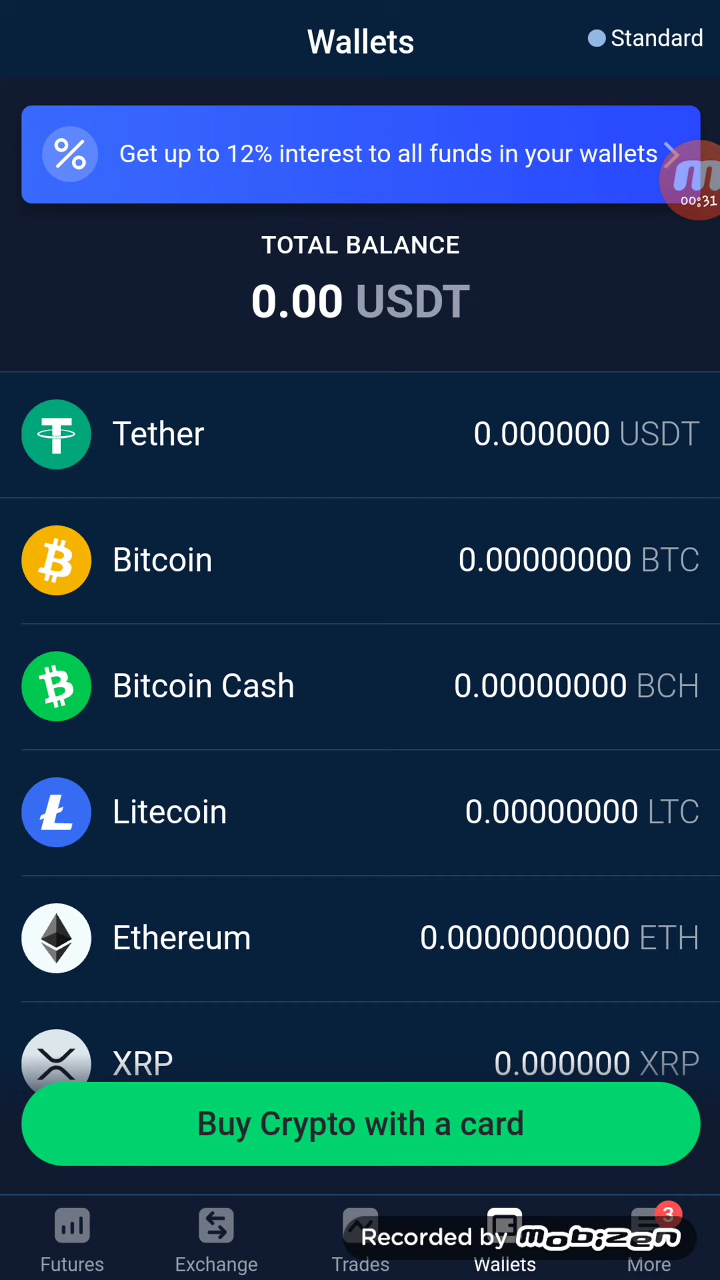 Wallets
Standard
Get up to 12% interest to all funds in your wallets
00:31
TOTAL BALANCE
0.00 USDT
Tether 0.000000 USDT
Bitcoin 0.00000000 BTC
Bitcoin Cash 0.00000000 BCH
Litecoin 0.00000000 LTC
Ethereum 0.0000000000 ETH
XRP 0.000000 XRP
Buy Crypto with a card
3
Recorded by mobizen
Futures Exchange Trades Wallets More